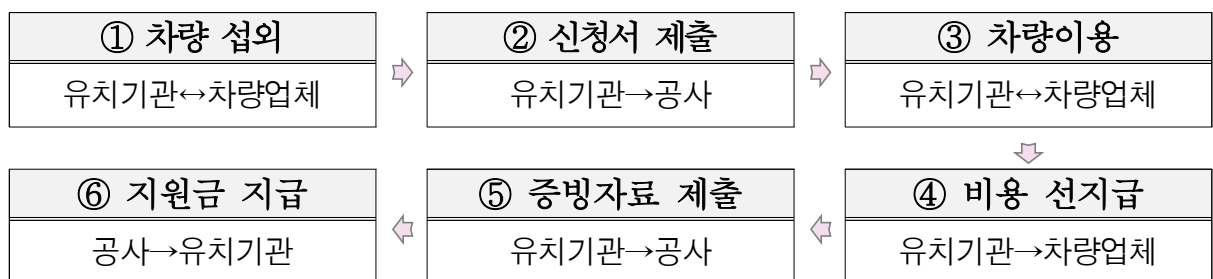 ① 차량 섭외
유치기관↔차량업체
② 신청서 제출
유치기관→공사
③ 차량이용
유치기관↔차량업체
④ 비용 선지급
유치기관→차량업체
⑤ 증빙자료 제출
유치기관→공사
⑥ 지원금 지급
공사→유치기관